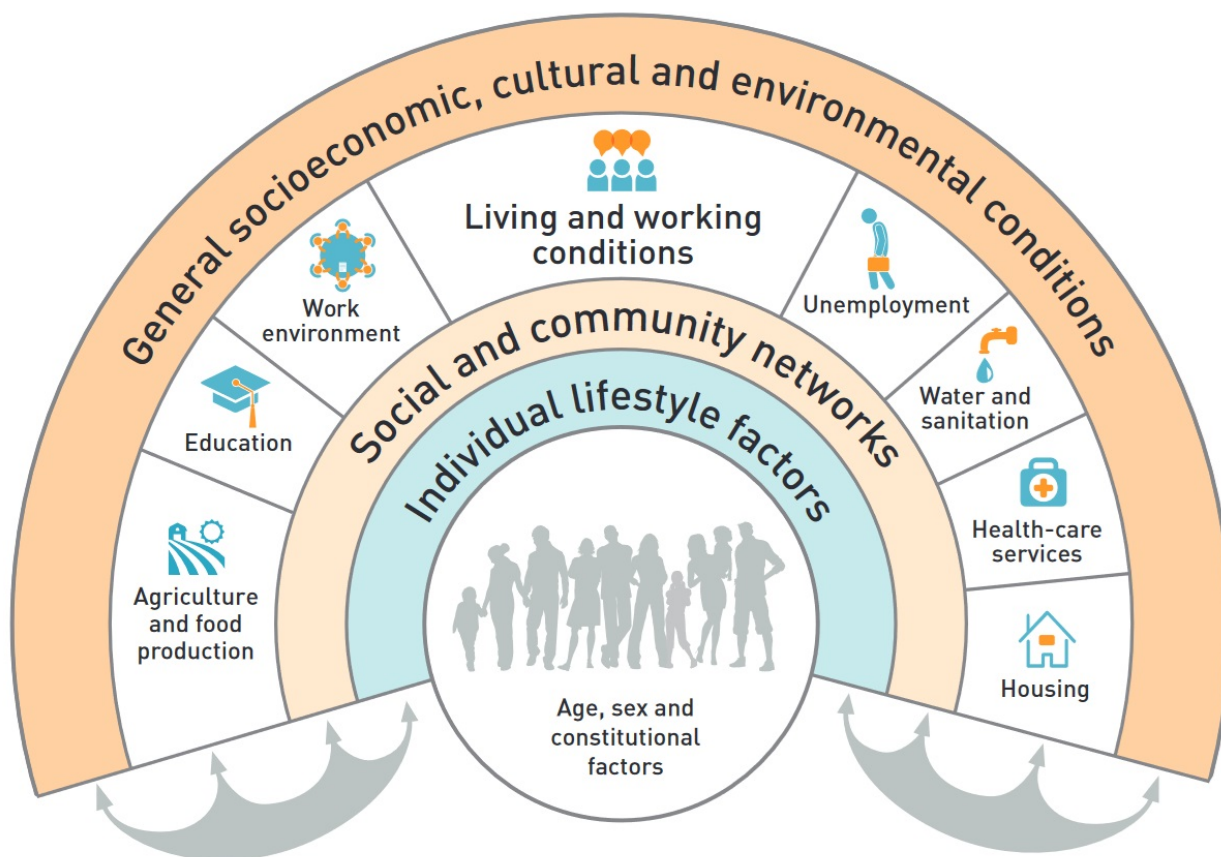 General socioeconomic, cultural and environmental conditions
Living and working
conditions
Work
environment
Unemployment
Education
Water and
sanitation
Agriculture
and food
production
Health-care
services
Housing
Social and community networks
Individual lifestyle factors
Age, sex and
constitutional
factors